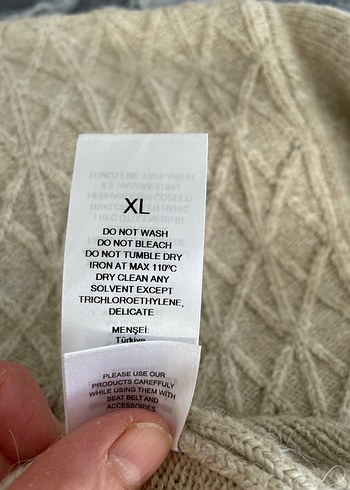 XL
DO NOT WASH
DO NOT BLEACH
DO NOT TUMBLE DRY
IRON AT MAX 110ºC
DRY CLEAN ANY
SOLVENT EXCEPT
TRICHLOROETHYLENE,
DELICATE
MENŞEİ:
Türkiye
PLEASE USE OUR
PRODUCTS CAREFFULY
WHILE USING THEM WITH
SEAT BELT AND
ACCESSORIES